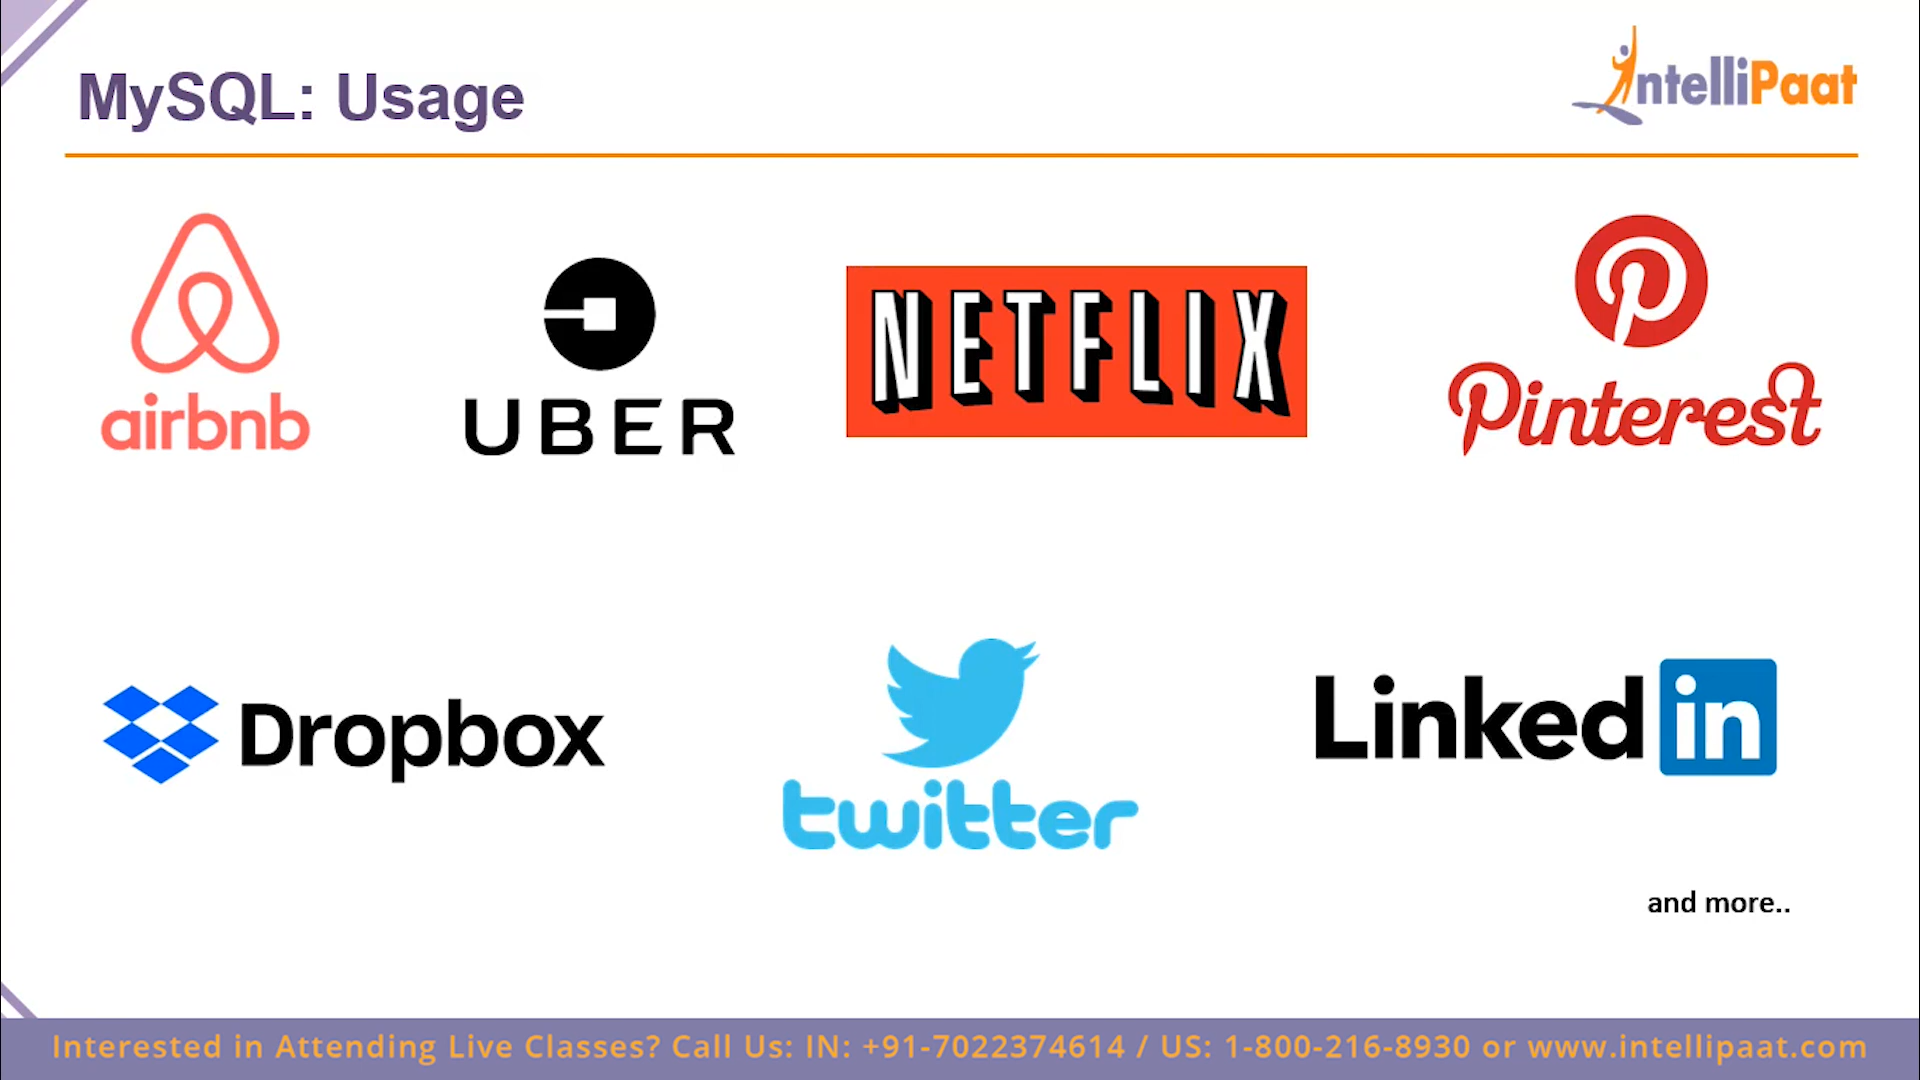 MySQL: Usage
IntelliPaat
airbnb
UBER
NETFLIX
Pinterest
Dropbox
twitter
Linked in
and more..
Interested in Attending Live Classes? Call Us: IN: +91-7022374614 / US: 1-800-216-8930 or www.intellipaat.com